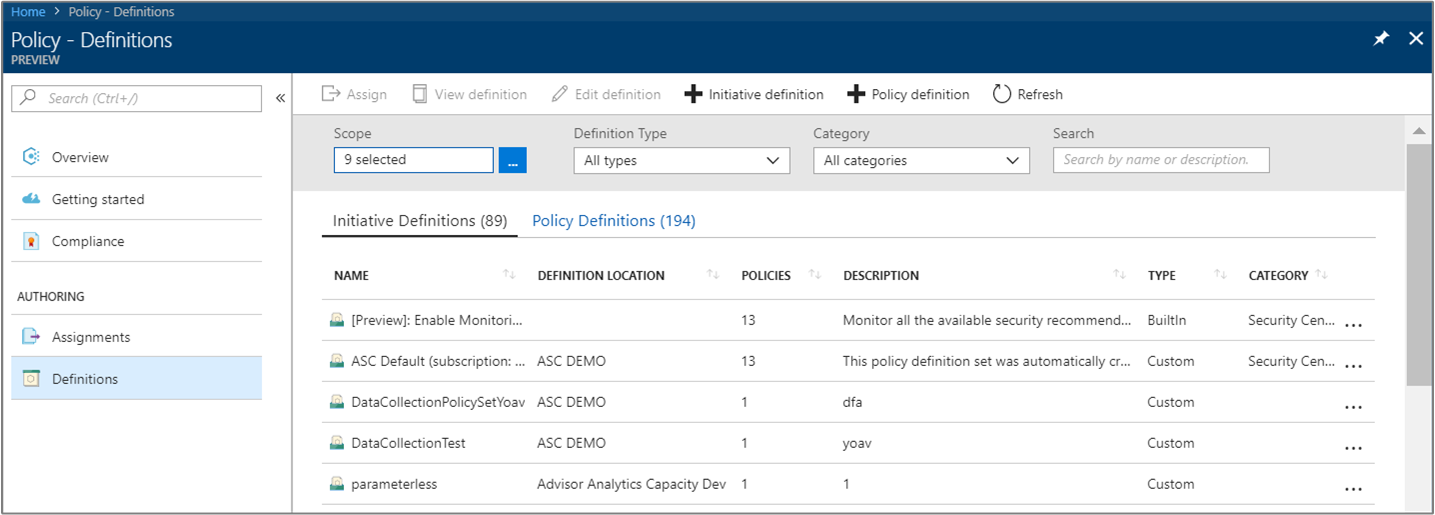 Home > Policy - Definitions
Policy - Definitions
PREVIEW
Search (Ctrl+/)
«
Overview
Getting started
Compliance
AUTHORING
Assignments
Definitions
Assign View definition Edit definition Initiative definition Policy definition Refresh
Scope Definition Type Category Search
9 selected ... All types All categories Search by name or description.
Initiative Definitions (89) Policy Definitions (194)
NAME DEFINITION LOCATION POLICIES DESCRIPTION TYPE CATEGORY
[Preview]: Enable Monitori... 13 Monitor all the available security recommend... BuiltIn Security Cen... ...
ASC Default (subscription: ... ASC DEMO 13 This policy definition set was automatically cr... Custom Security Cen... ...
DataCollectionPolicySetYoav ASC DEMO 1 dfa Custom ...
DataCollectionTest ASC DEMO 1 yoav Custom ...
parameterless Advisor Analytics Capacity Dev 1 1 Custom ...